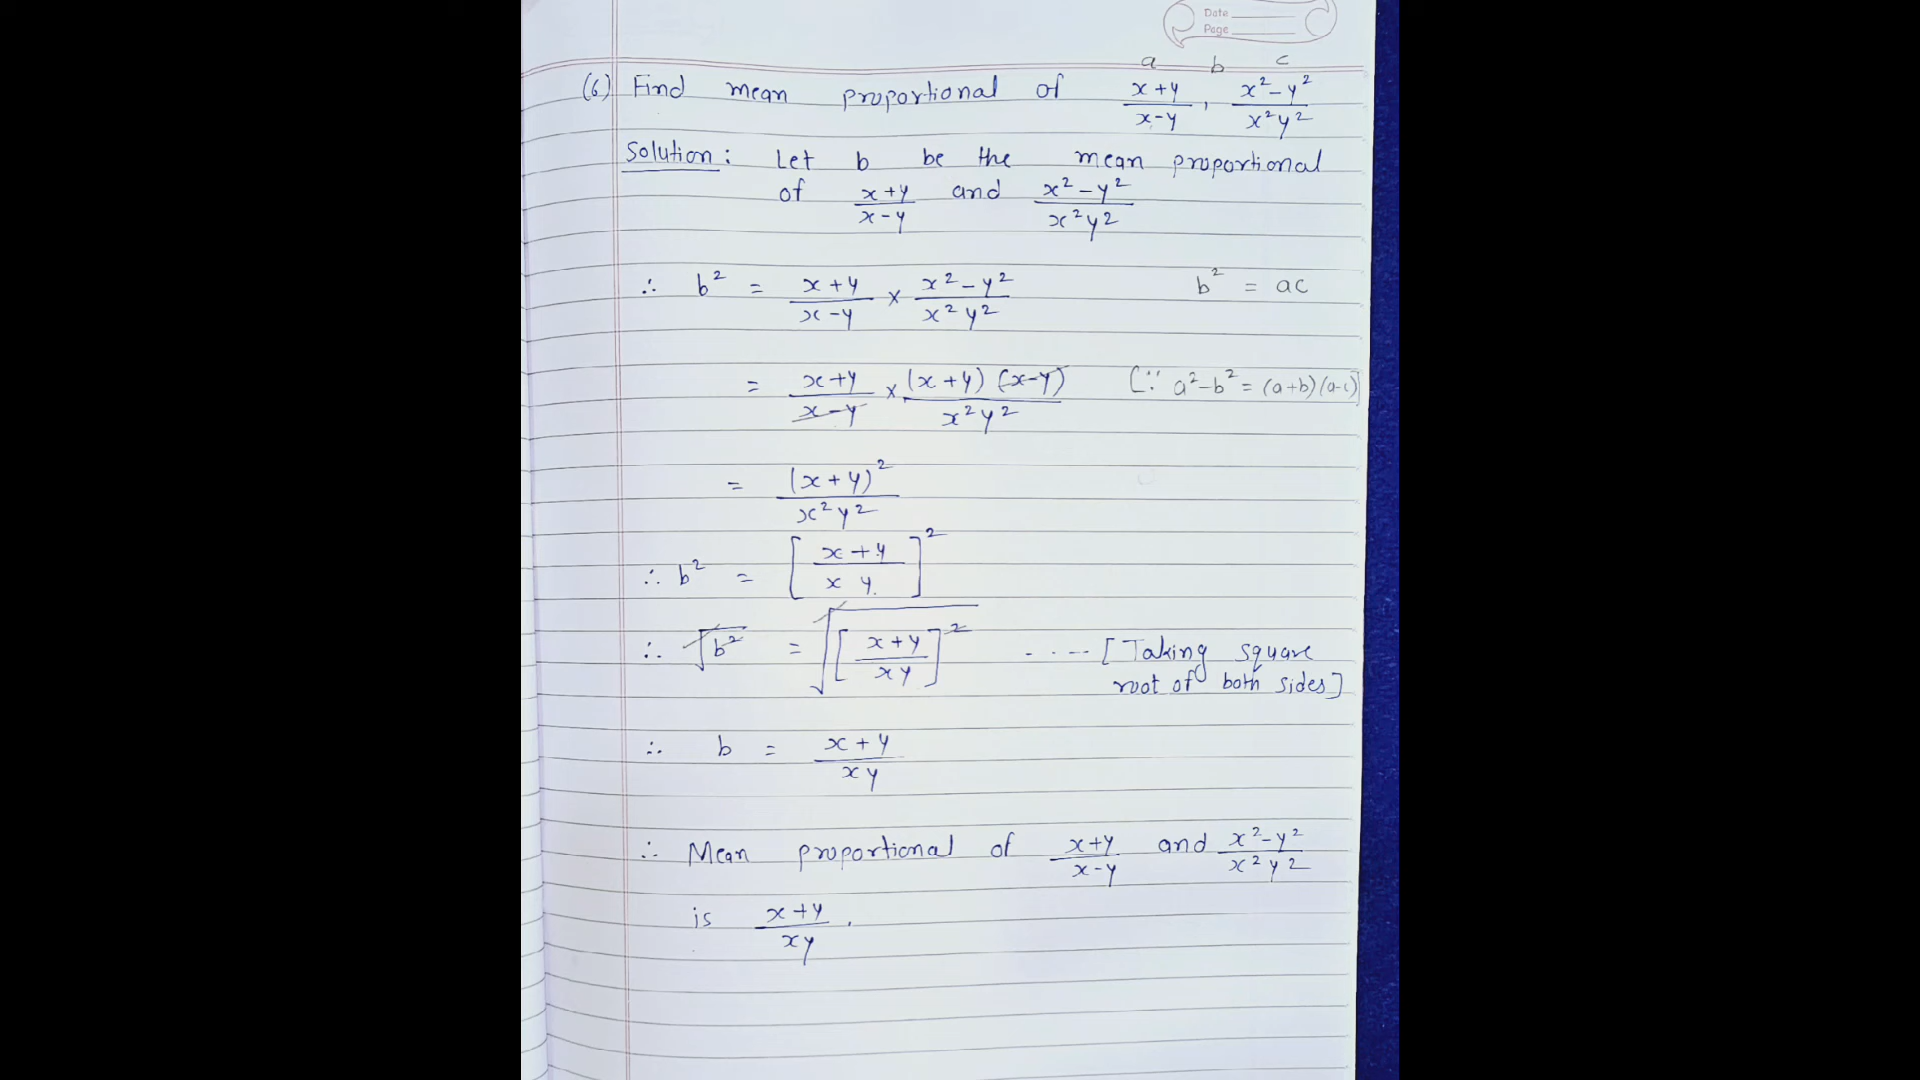 Date
Page
a b c
(6) Find mean proportional of x+y/x-y , x²-y²/x²y²
Solution: Let b be the mean proportional
of x+y/x-y and x²-y²/x²y²
∴ b² = x+y/x-y × x²-y²/x²y² b² = ac
= x+y/x-y × (x+y)(x-y)/x²y² [∵ a²-b²=(a+b)(a-b)]
= (x+y)²/x²y²
∴ b² = [x+y/xy]²
∴ √b² = √[x+y/xy]² ..... [Taking square
root of both sides]
∴ b = x+y/xy
∴ Mean proportional of x+y/x-y and x²-y²/x²y²
is x+y/xy .